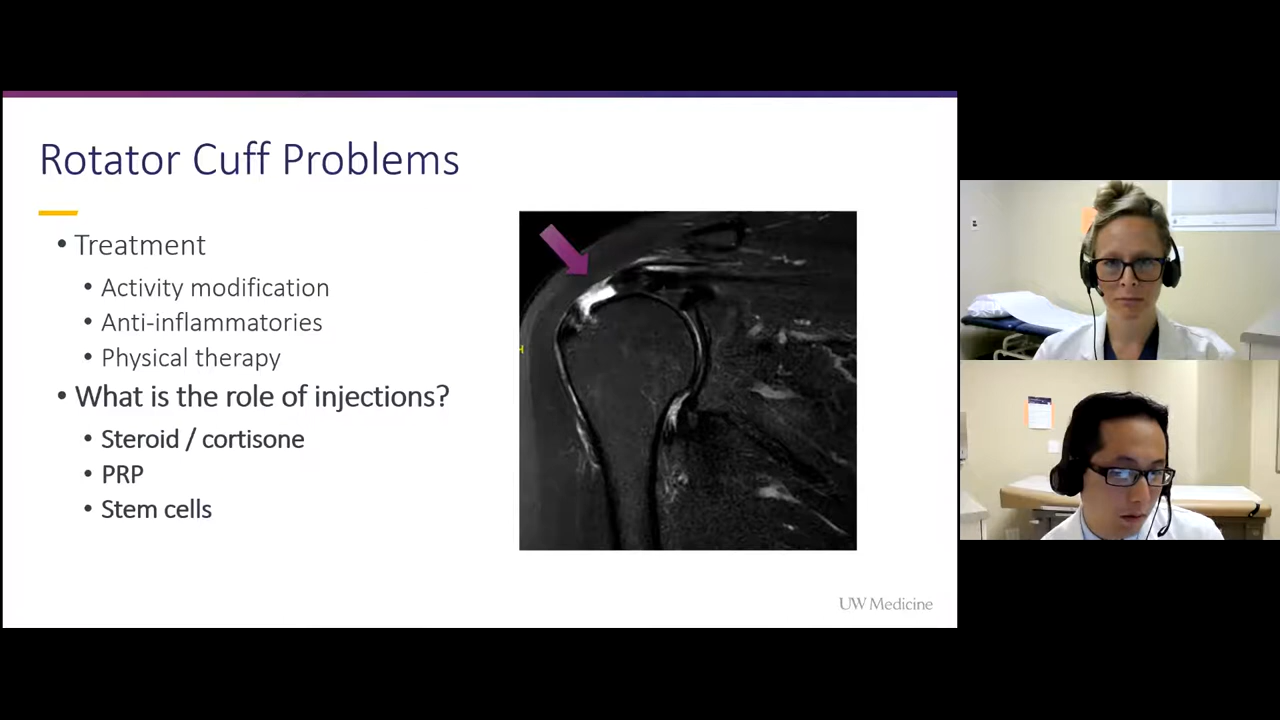 Rotator Cuff Problems
• Treatment
• Activity modification
• Anti-inflammatories
• Physical therapy
• What is the role of injections?
• Steroid / cortisone
• PRP
• Stem cells
UW Medicine